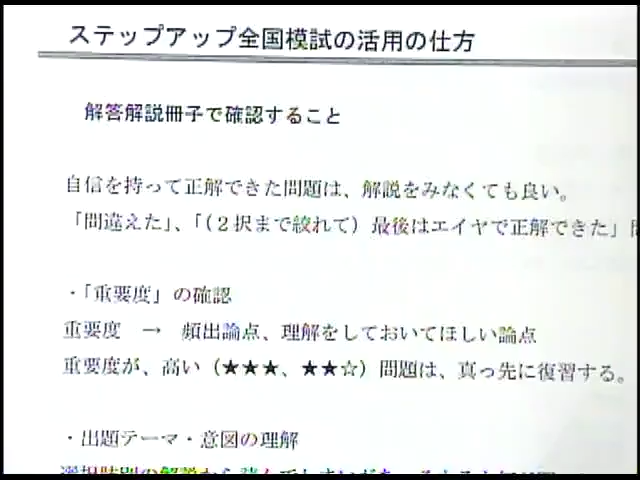 ステップアップ全国模試の活用の仕方
解答解説冊子で確認すること
自信を持って正解できた問題は、解説をみなくても良い。
「間違えた」、「（２択まで絞れて）最後はエイヤで正解できた」
・「重要度」の確認
重要度　→　頻出論点、理解をしておいてほしい論点
重要度が、高い（★★★、★★☆）問題は、真っ先に復習する。
・出題テーマ・意図の理解